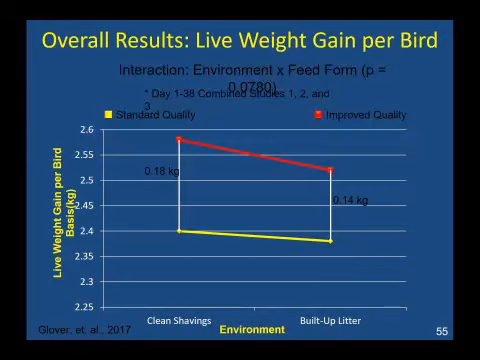 Overall Results: Live Weight Gain per Bird
Interaction: Environment x Feed Form (p =
0.0780)
* Day 1-38 Combined Studies 1, 2, and
3
Standard Quality
Improved Quality
2.6
2.55
2.5
2.45
2.4
2.35
2.3
2.25
Live Weight Gain per Bird
Basis(kg)
0.18 kg
0.14 kg
Clean Shavings
Built-Up Litter
Environment
Glover, et. al., 2017
55